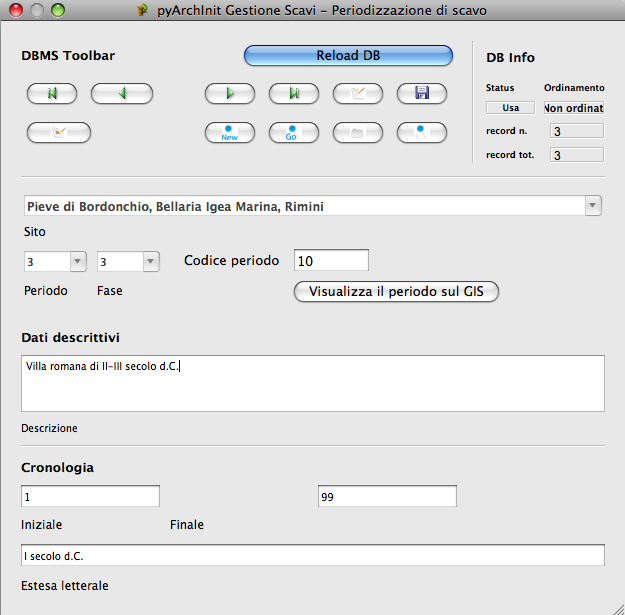 pyArchInit Gestione Scavi - Periodizzazione di scavo
DBMS Toolbar
Reload DB
DB Info
Status
Ordinamento
Usa
Non ordinat
record n.
3
New
Go
record tot.
3
Pieve di Bordonchio, Bellaria Igea Marina, Rimini
Sito
3
3
Codice periodo
10
Periodo
Fase
Visualizza il periodo sul GIS
Dati descrittivi
Villa romana di II-III secolo d.C.
Descrizione
Cronologia
1
99
Iniziale
Finale
I secolo d.C.
Estesa letterale